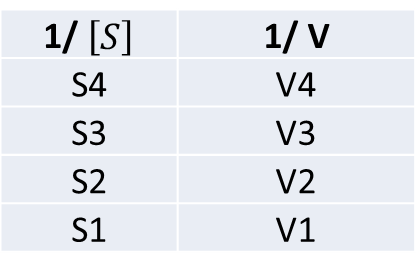 1/ [S] 1/ V
S4 V4
S3 V3
S2 V2
S1 V1